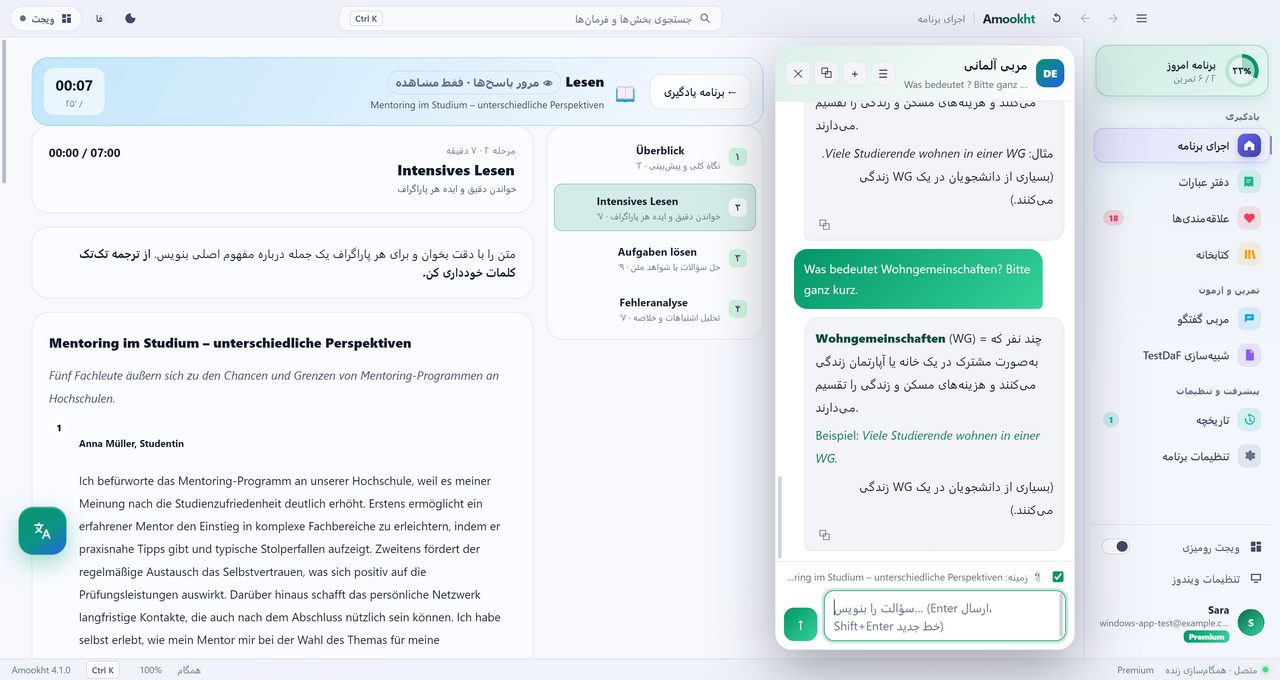 ویجت
فا
Ctrl K
جستجوی بخش‌ها و فرمان‌ها
اجرای برنامه
Amookht
برنامه امروز
۲ / ۶ تمرین
۳۳%
یادگیری
اجرای برنامه
دفتر عبارات
علاقه‌مندی‌ها
18
کتابخانه
تمرین و آزمون
مربی گفتگو
شبیه‌سازی TestDaF
پیشرفت و تنظیمات
تاریخچه
1
تنظیمات برنامه
ویجت رومیزی
تنظیمات ویندوز
Sara
windows-app-test@example.c...
Premium
S
DE
مربی آلمانی
Was bedeutet ? Bitte ganz ...
می‌کنند و هزینه‌های مسکن و زندگی را تقسیم
می‌دارند.
مثال: Viele Studierende wohnen in einer WG.
(بسیاری از دانشجویان در یک WG زندگی
می‌کنند.)
Was bedeutet Wohngemeinschaften? Bitte
ganz kurz.
Wohngemeinschaften (WG) = چند نفر که
به‌صورت مشترک در یک خانه یا آپارتمان زندگی
می‌کنند و هزینه‌های مسکن و زندگی را تقسیم
می‌دارند.
Beispiel: Viele Studierende wohnen in einer
WG.
(بسیاری از دانشجویان در یک WG زندگی
می‌کنند.)
زمینه: Mentoring im Studium – unterschiedliche Perspektiven...
سؤالت را بنویس... (Enter ارسال،
Shift+Enter خط جدید)
← برنامه یادگیری
Lesen
مرور پاسخ‌ها · فقط مشاهده
Mentoring im Studium – unterschiedliche Perspektiven
00:07
/ ۲۵′
۱
Überblick
نگاه کلی و پیش‌بینی · ۲′
۲
Intensives Lesen
خواندن دقیق و ایده هر پاراگراف · ۷′
۳
Aufgaben lösen
حل سؤالات با شواهد متن · ۹′
۴
Fehleranalyse
تحلیل اشتباهات و خلاصه · ۷′
مرحله ۲ · ۷ دقیقه
Intensives Lesen
خواندن دقیق و ایده هر پاراگراف
00:00 / 07:00
متن را با دقت بخوان و برای هر پاراگراف یک جمله درباره مفهوم اصلی بنویس. از ترجمه تک‌تک
کلمات خودداری کن.
Mentoring im Studium – unterschiedliche Perspektiven
Fünf Fachleute äußern sich zu den Chancen und Grenzen von Mentoring-Programmen an
Hochschulen.
1
Anna Müller, Studentin
Ich befürworte das Mentoring-Programm an unserer Hochschule, weil es meiner
Meinung nach die Studienzufriedenheit deutlich erhöht. Erstens ermöglicht ein
erfahrener Mentor den Einstieg in komplexe Fachbereiche zu erleichtern, indem er
praxisnahe Tipps gibt und typische Stolperfallen aufzeigt. Zweitens fördert der
regelmäßige Austausch das Selbstvertrauen, was sich positiv auf die
Prüfungsleistungen auswirkt. Darüber hinaus schafft das persönliche Netzwerk
langfristige Kontakte, die auch nach dem Abschluss nützlich sein können. Ich habe
selbst erlebt, wie mein Mentor mir bei der Wahl des Themas für meine
Amookht 4.1.0
Ctrl K
100%
همگام
Premium
متصل · همگام‌سازی زنده